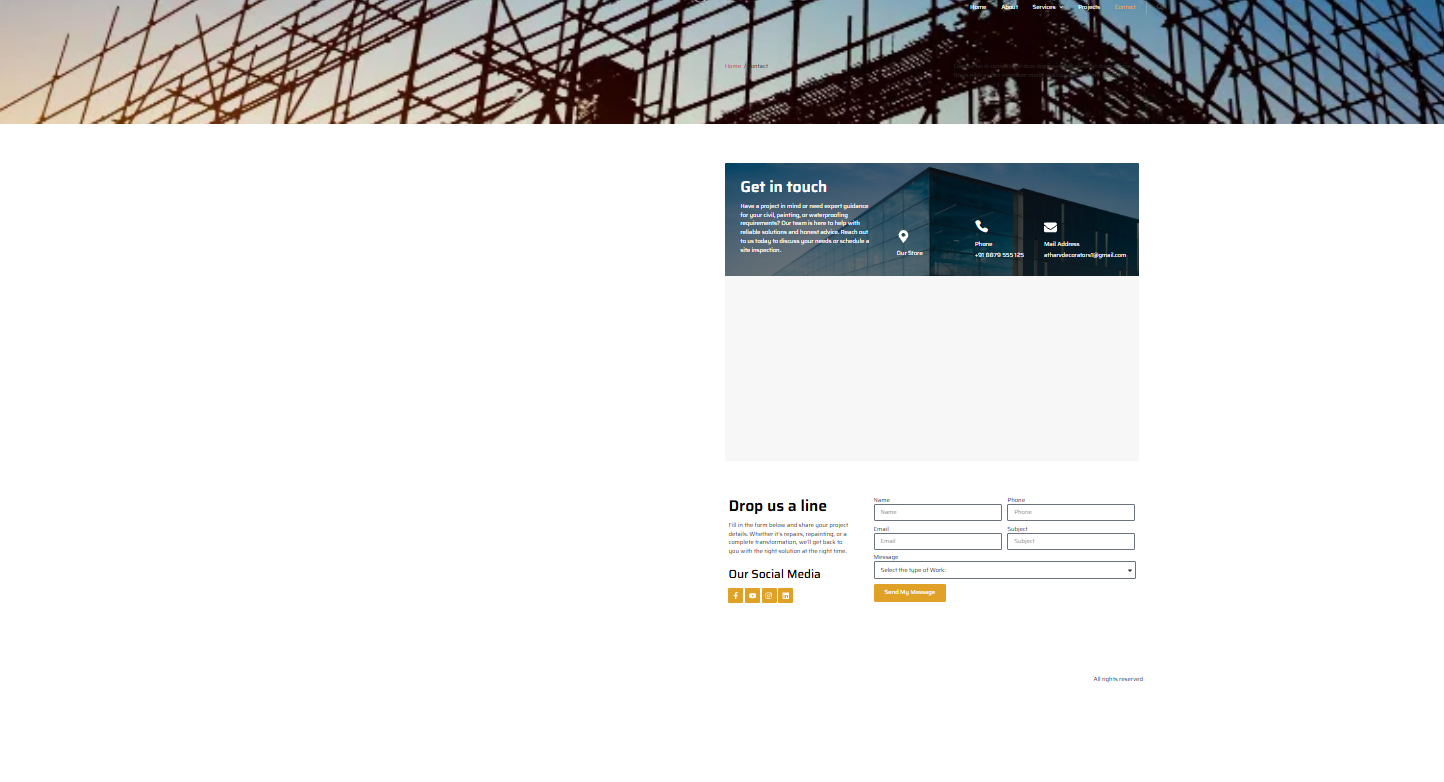 Home About Services Projects Contact
Home / Contact
Get in touch
Have a project in mind or need expert guidance
for your civil, painting, or waterproofing
requirements? Our team is here to help with
reliable solutions and honest advice. Reach out
to us today to discuss your needs or schedule a
site inspection.
Our Store
Phone
+91 8879 555 125
Mail Address
atharvdecorators1@gmail.com
Drop us a line
Fill in the form below and share your project
details. Whether it's repairs, repainting, or a
complete transformation, we'll get back to
you with the right solution at the right time.
Our Social Media
Name Phone
Name Phone
Email Subject
Email Subject
Message
Select the type of Work:
Send My Message
All rights reserved